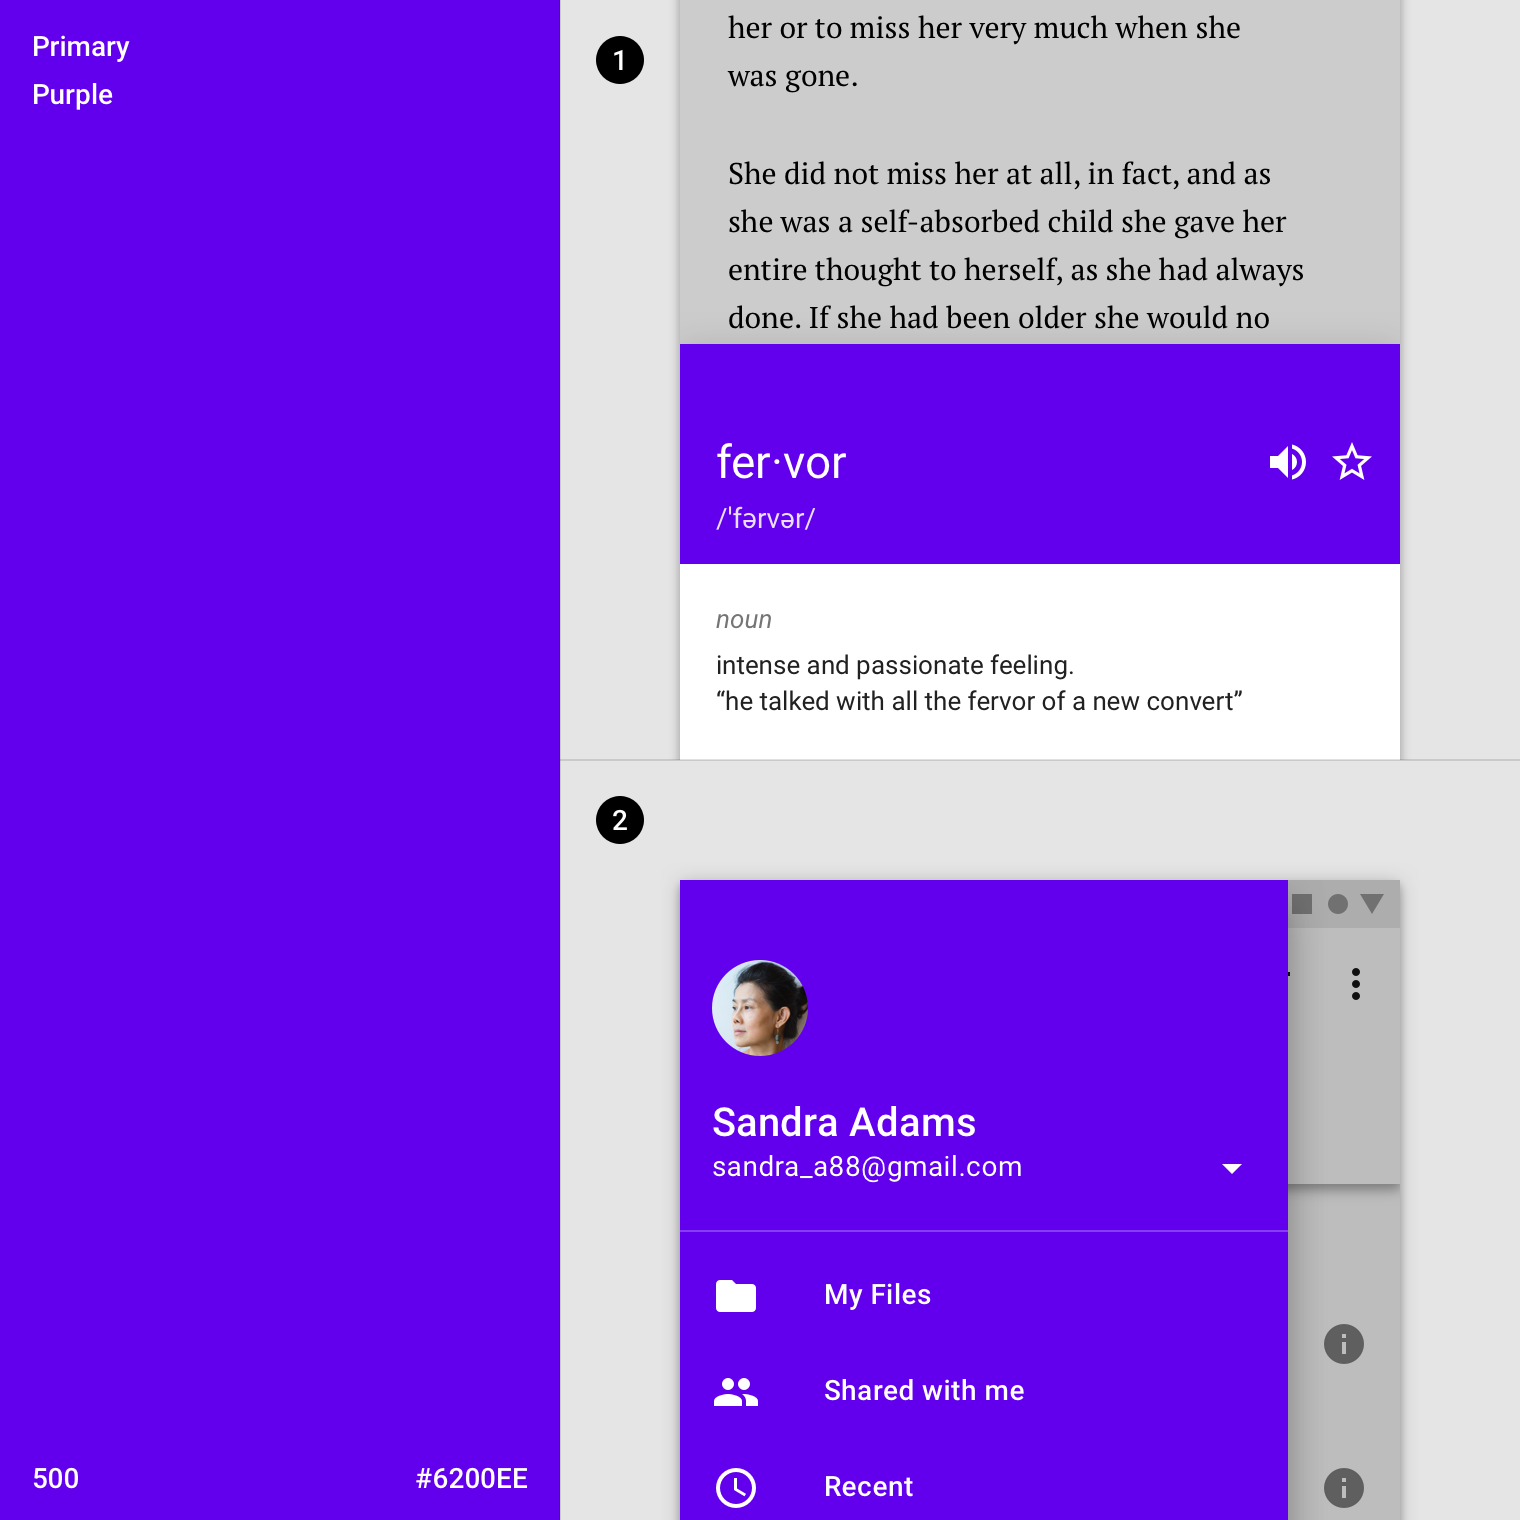 Primary
Purple
500
#6200EE
1
her or to miss her very much when she
was gone.
She did not miss her at all, in fact, and as
she was a self-absorbed child she gave her
entire thought to herself, as she had always
done. If she had been older she would no
fer·vor
/ˈfərvər/
noun
intense and passionate feeling.
“he talked with all the fervor of a new convert”
2
Sandra Adams
sandra_a88@gmail.com
My Files
Shared with me
Recent